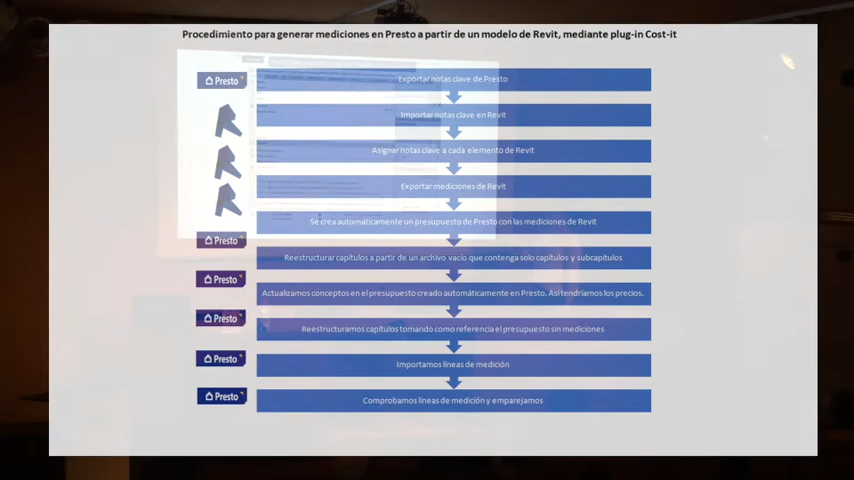 Procedimiento para generar mediciones en Presto a partir de un modelo de Revit, mediante plug-in Cost-it
Presto
Exportar notas clave de Presto
Importar notas clave en Revit
Asignar notas clave a cada elemento de Revit
Exportar mediciones de Revit
Se crea automáticamente un presupuesto de Presto con las mediciones de Revit
Presto
Reestructurar capítulos a partir de un archivo vacío que contenga solo capítulos y subcapítulos
Presto
Actualizamos conceptos en el presupuesto creado automáticamente en Presto. Así tendríamos los precios.
Presto
Reestructuramos capítulos tomando como referencia el presupuesto sin mediciones
Presto
Importamos líneas de medición
Presto
Comprobamos líneas de medición y emparejamos